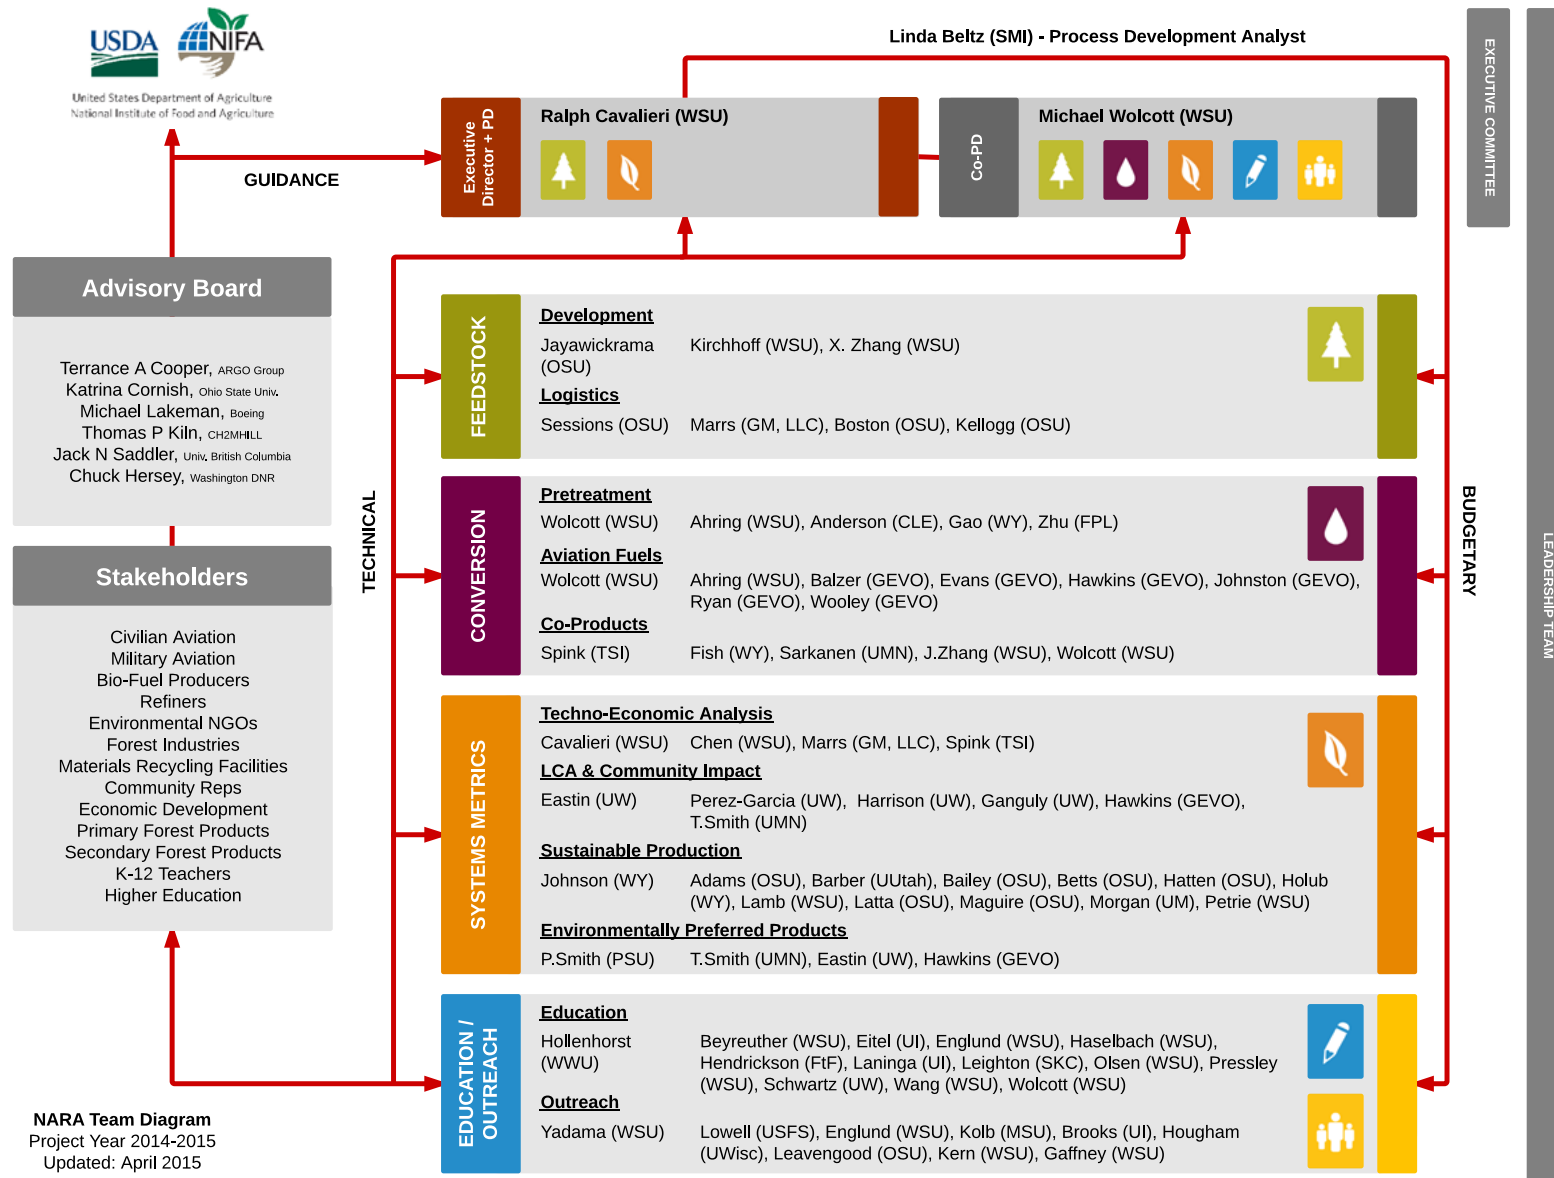 USDA
NIFA
United States Department of Agriculture
National Institute of Food and Agriculture
Linda Beltz (SMI) - Process Development Analyst
EXECUTIVE COMMITTEE
LEADERSHIP TEAM
Executive
Director + PD
Ralph Cavalieri (WSU)
Co-PD
Michael Wolcott (WSU)
GUIDANCE
Advisory Board
Terrance A Cooper, ARGO Group
Katrina Cornish, Ohio State Univ.
Michael Lakeman, Boeing
Thomas P Kiln, CH2MHILL
Jack N Saddler, Univ. British Columbia
Chuck Hersey, Washington DNR
Stakeholders
Civilian Aviation
Military Aviation
Bio-Fuel Producers
Refiners
Environmental NGOs
Forest Industries
Materials Recycling Facilities
Community Reps
Economic Development
Primary Forest Products
Secondary Forest Products
K-12 Teachers
Higher Education
TECHNICAL
BUDGETARY
FEEDSTOCK
Development
Jayawickrama Kirchhoff (WSU), X. Zhang (WSU)
(OSU)
Logistics
Sessions (OSU) Marrs (GM, LLC), Boston (OSU), Kellogg (OSU)
CONVERSION
Pretreatment
Wolcott (WSU) Ahring (WSU), Anderson (CLE), Gao (WY), Zhu (FPL)
Aviation Fuels
Wolcott (WSU) Ahring (WSU), Balzer (GEVO), Evans (GEVO), Hawkins (GEVO), Johnston (GEVO),
Ryan (GEVO), Wooley (GEVO)
Co-Products
Spink (TSI) Fish (WY), Sarkanen (UMN), J.Zhang (WSU), Wolcott (WSU)
SYSTEMS METRICS
Techno-Economic Analysis
Cavalieri (WSU) Chen (WSU), Marrs (GM, LLC), Spink (TSI)
LCA & Community Impact
Eastin (UW) Perez-Garcia (UW), Harrison (UW), Ganguly (UW), Hawkins (GEVO),
T.Smith (UMN)
Sustainable Production
Johnson (WY) Adams (OSU), Barber (UUtah), Bailey (OSU), Betts (OSU), Hatten (OSU), Holub
(WY), Lamb (WSU), Latta (OSU), Maguire (OSU), Morgan (UM), Petrie (WSU)
Environmentally Preferred Products
P.Smith (PSU) T.Smith (UMN), Eastin (UW), Hawkins (GEVO)
EDUCATION /
OUTREACH
Education
Hollenhorst Beyreuther (WSU), Eitel (UI), Englund (WSU), Haselbach (WSU),
(WWU) Hendrickson (FtF), Laninga (UI), Leighton (SKC), Olsen (WSU), Pressley
(WSU), Schwartz (UW), Wang (WSU), Wolcott (WSU)
Outreach
Yadama (WSU) Lowell (USFS), Englund (WSU), Kolb (MSU), Brooks (UI), Hougham
(UWisc), Leavengood (OSU), Kern (WSU), Gaffney (WSU)
NARA Team Diagram
Project Year 2014-2015
Updated: April 2015